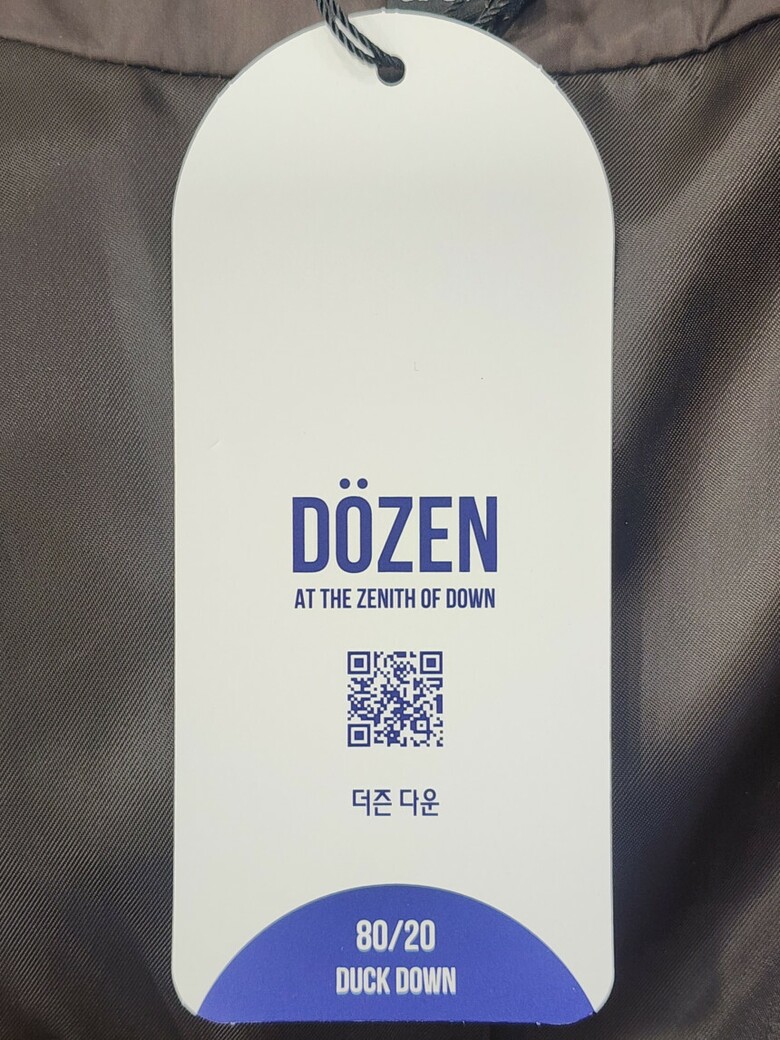 DÖZEN
AT THE ZENITH OF DOWN
더즌 다운
80/20
DUCK DOWN